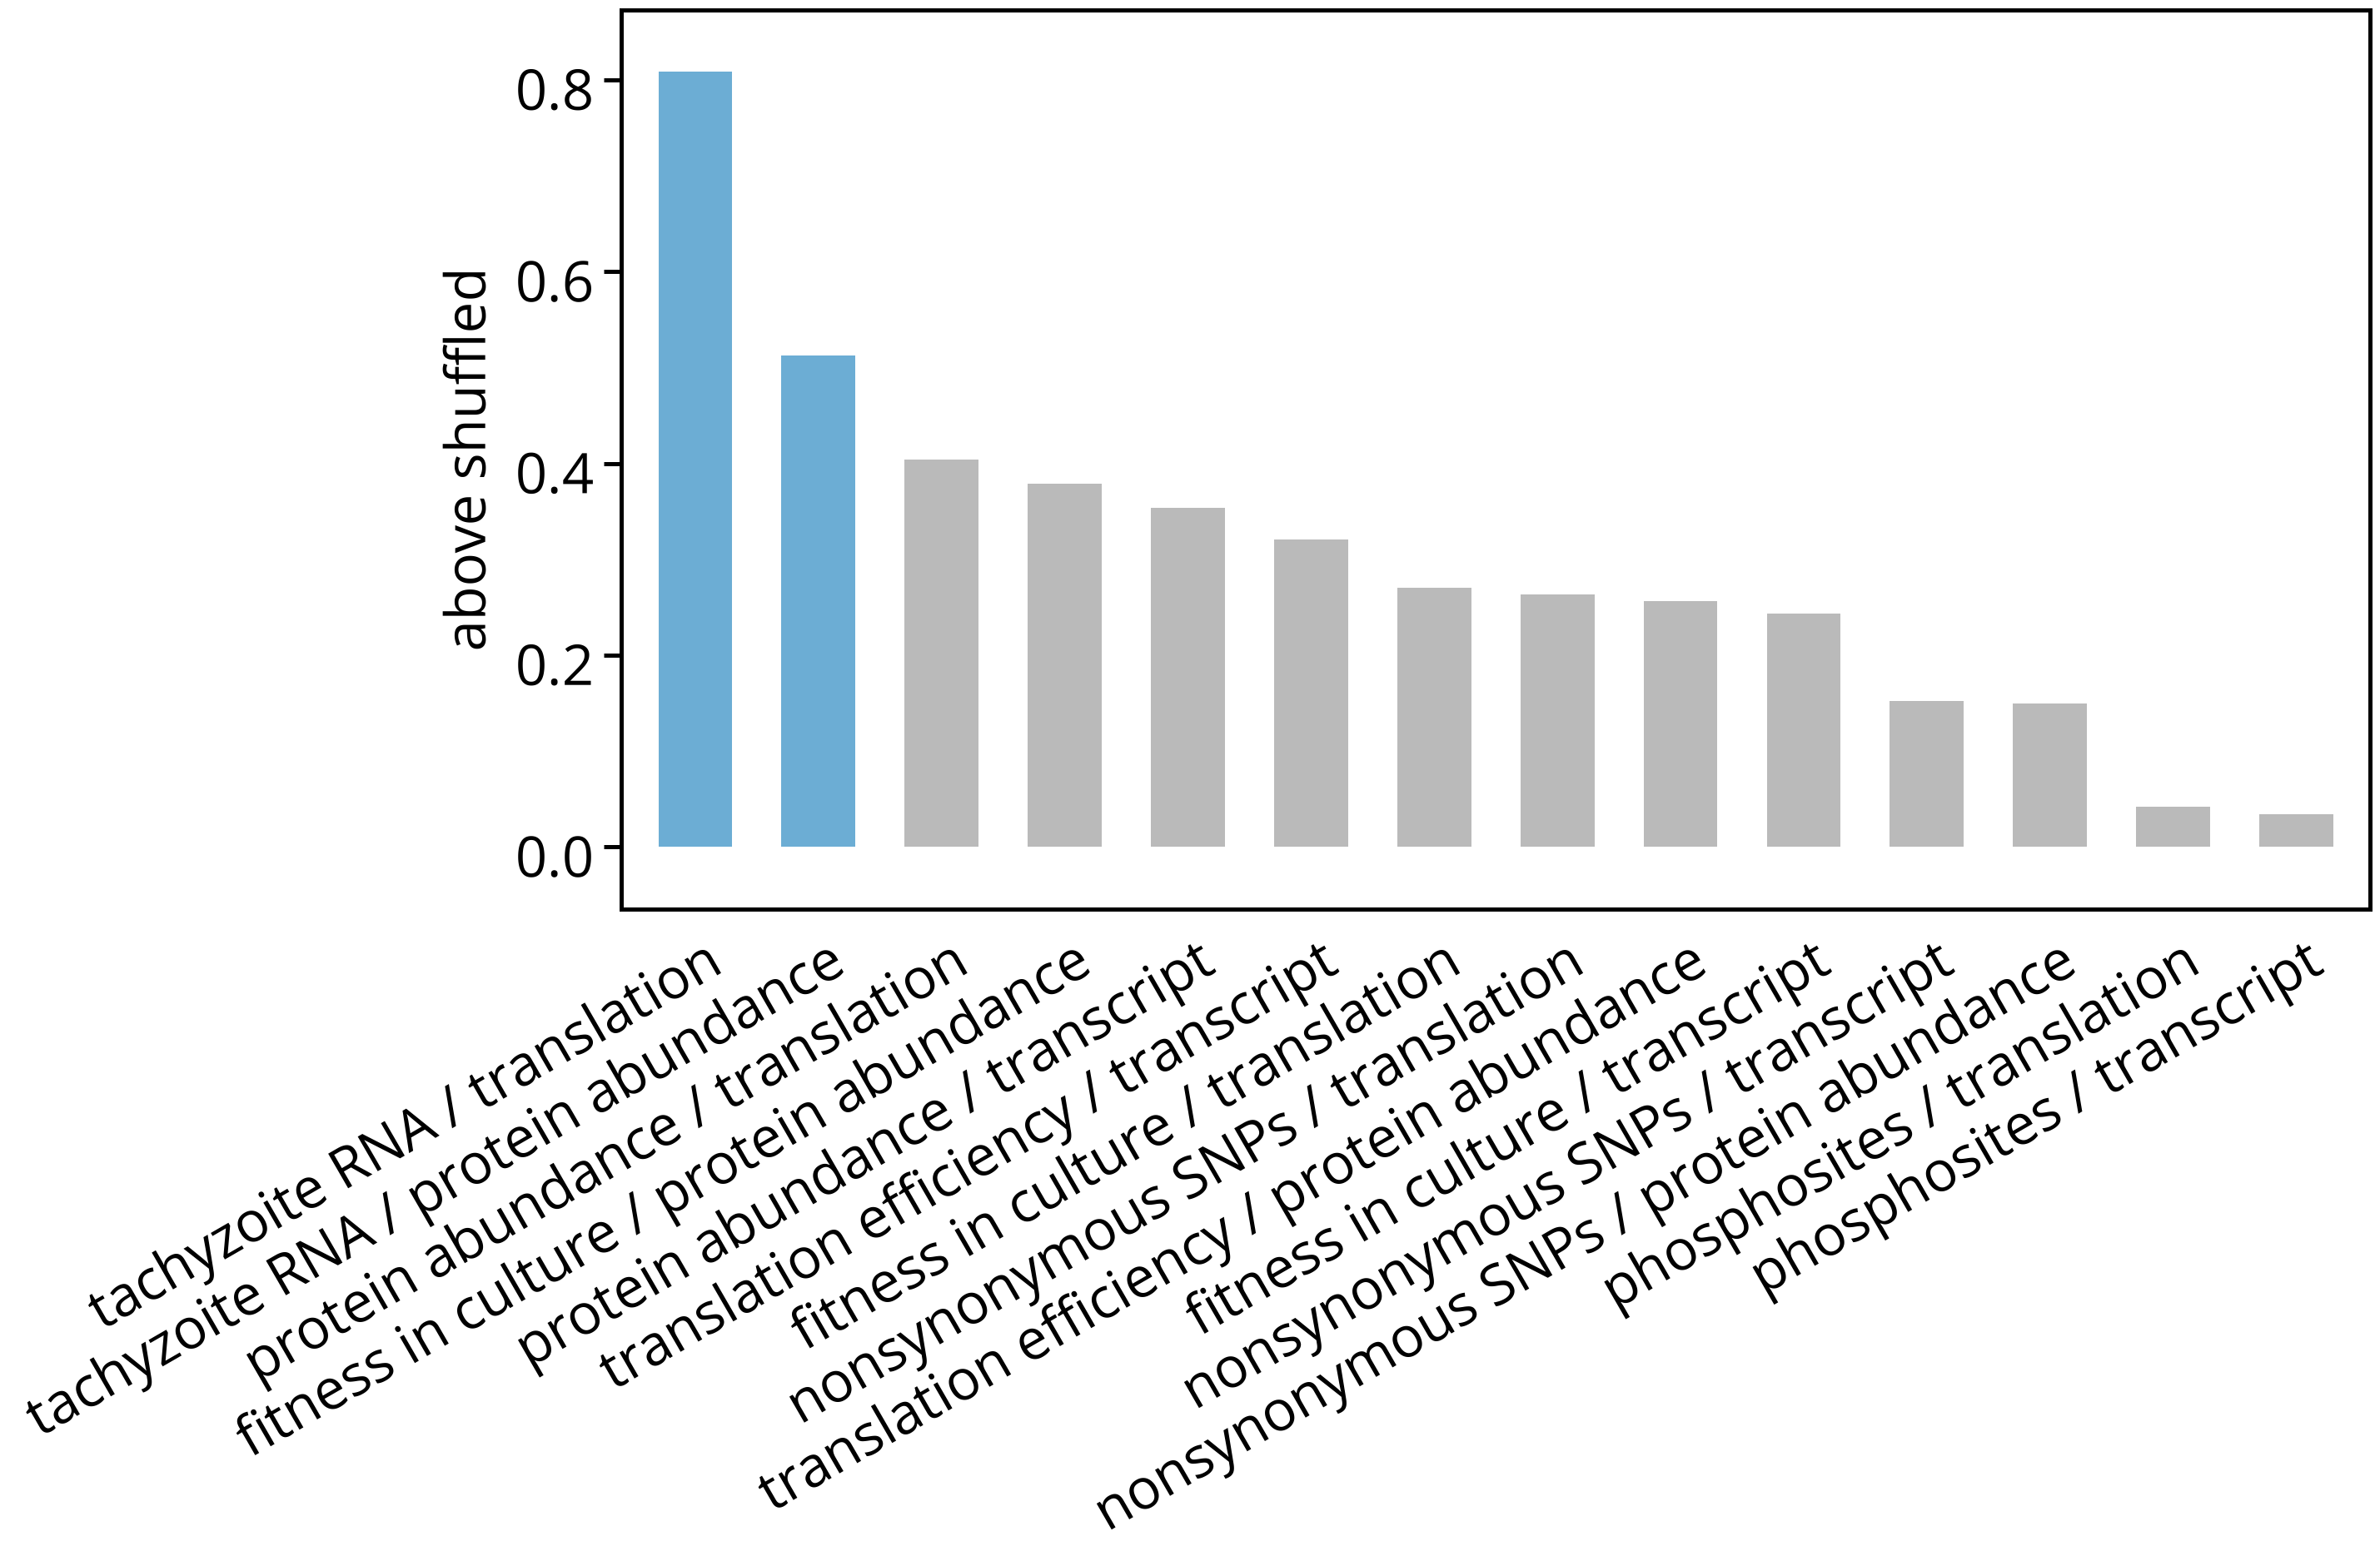 above shuffled
0.8
0.6
0.4
0.2
0.0
tachyzoite RNA / translation
tachyzoite RNA / protein abundance
protein abundance / translation
fitness in culture / protein abundance
protein abundance / transcript
translation efficiency / transcript
fitness in culture / translation
nonsynonymous SNPs / translation
translation efficiency / protein abundance
fitness in culture / transcript
nonsynonymous SNPs / transcript
nonsynonymous SNPs / protein abundance
phosphosites / translation
phosphosites / transcript